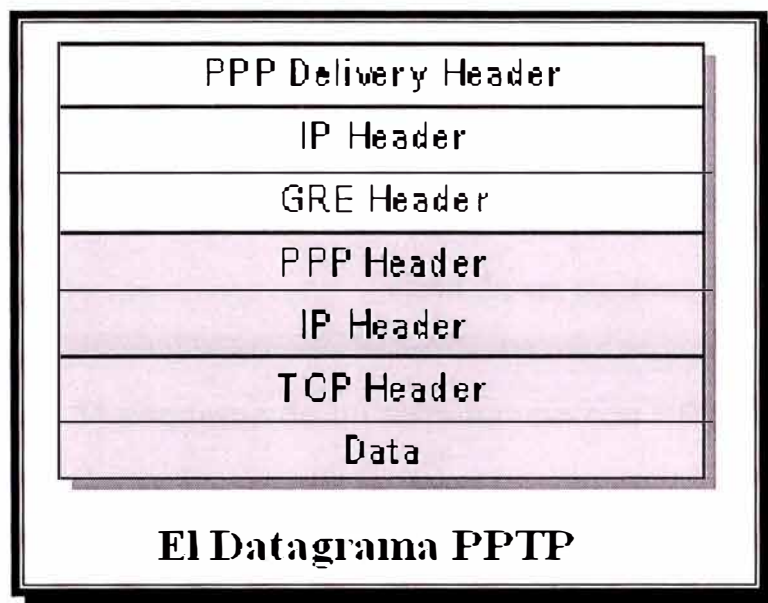 PPP Delivery Header
IP Header
GRE Header
PPP Header
IP Header
TCP Header
Data
El Datagrama PPTP